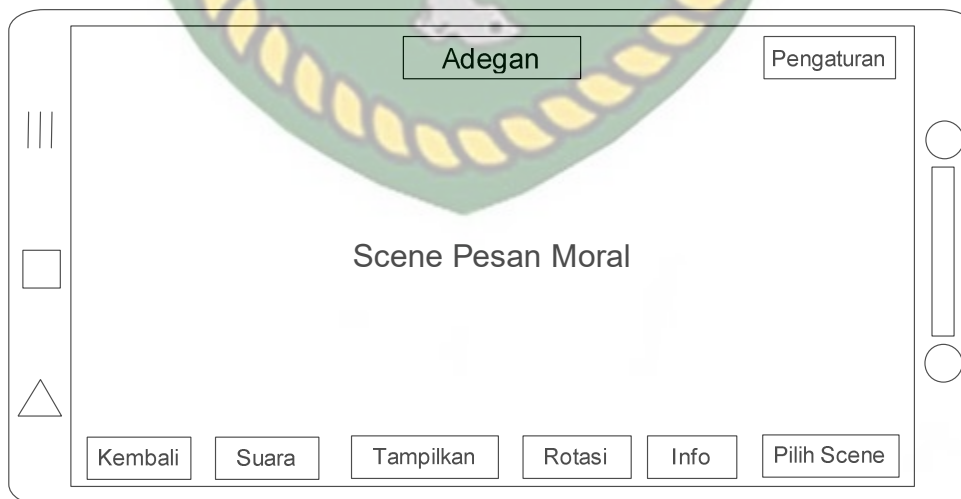 Adegan
Pengaturan
Scene Pesan Moral
Kembali
Suara
Tampilkan
Rotasi
Info
Pilih Scene